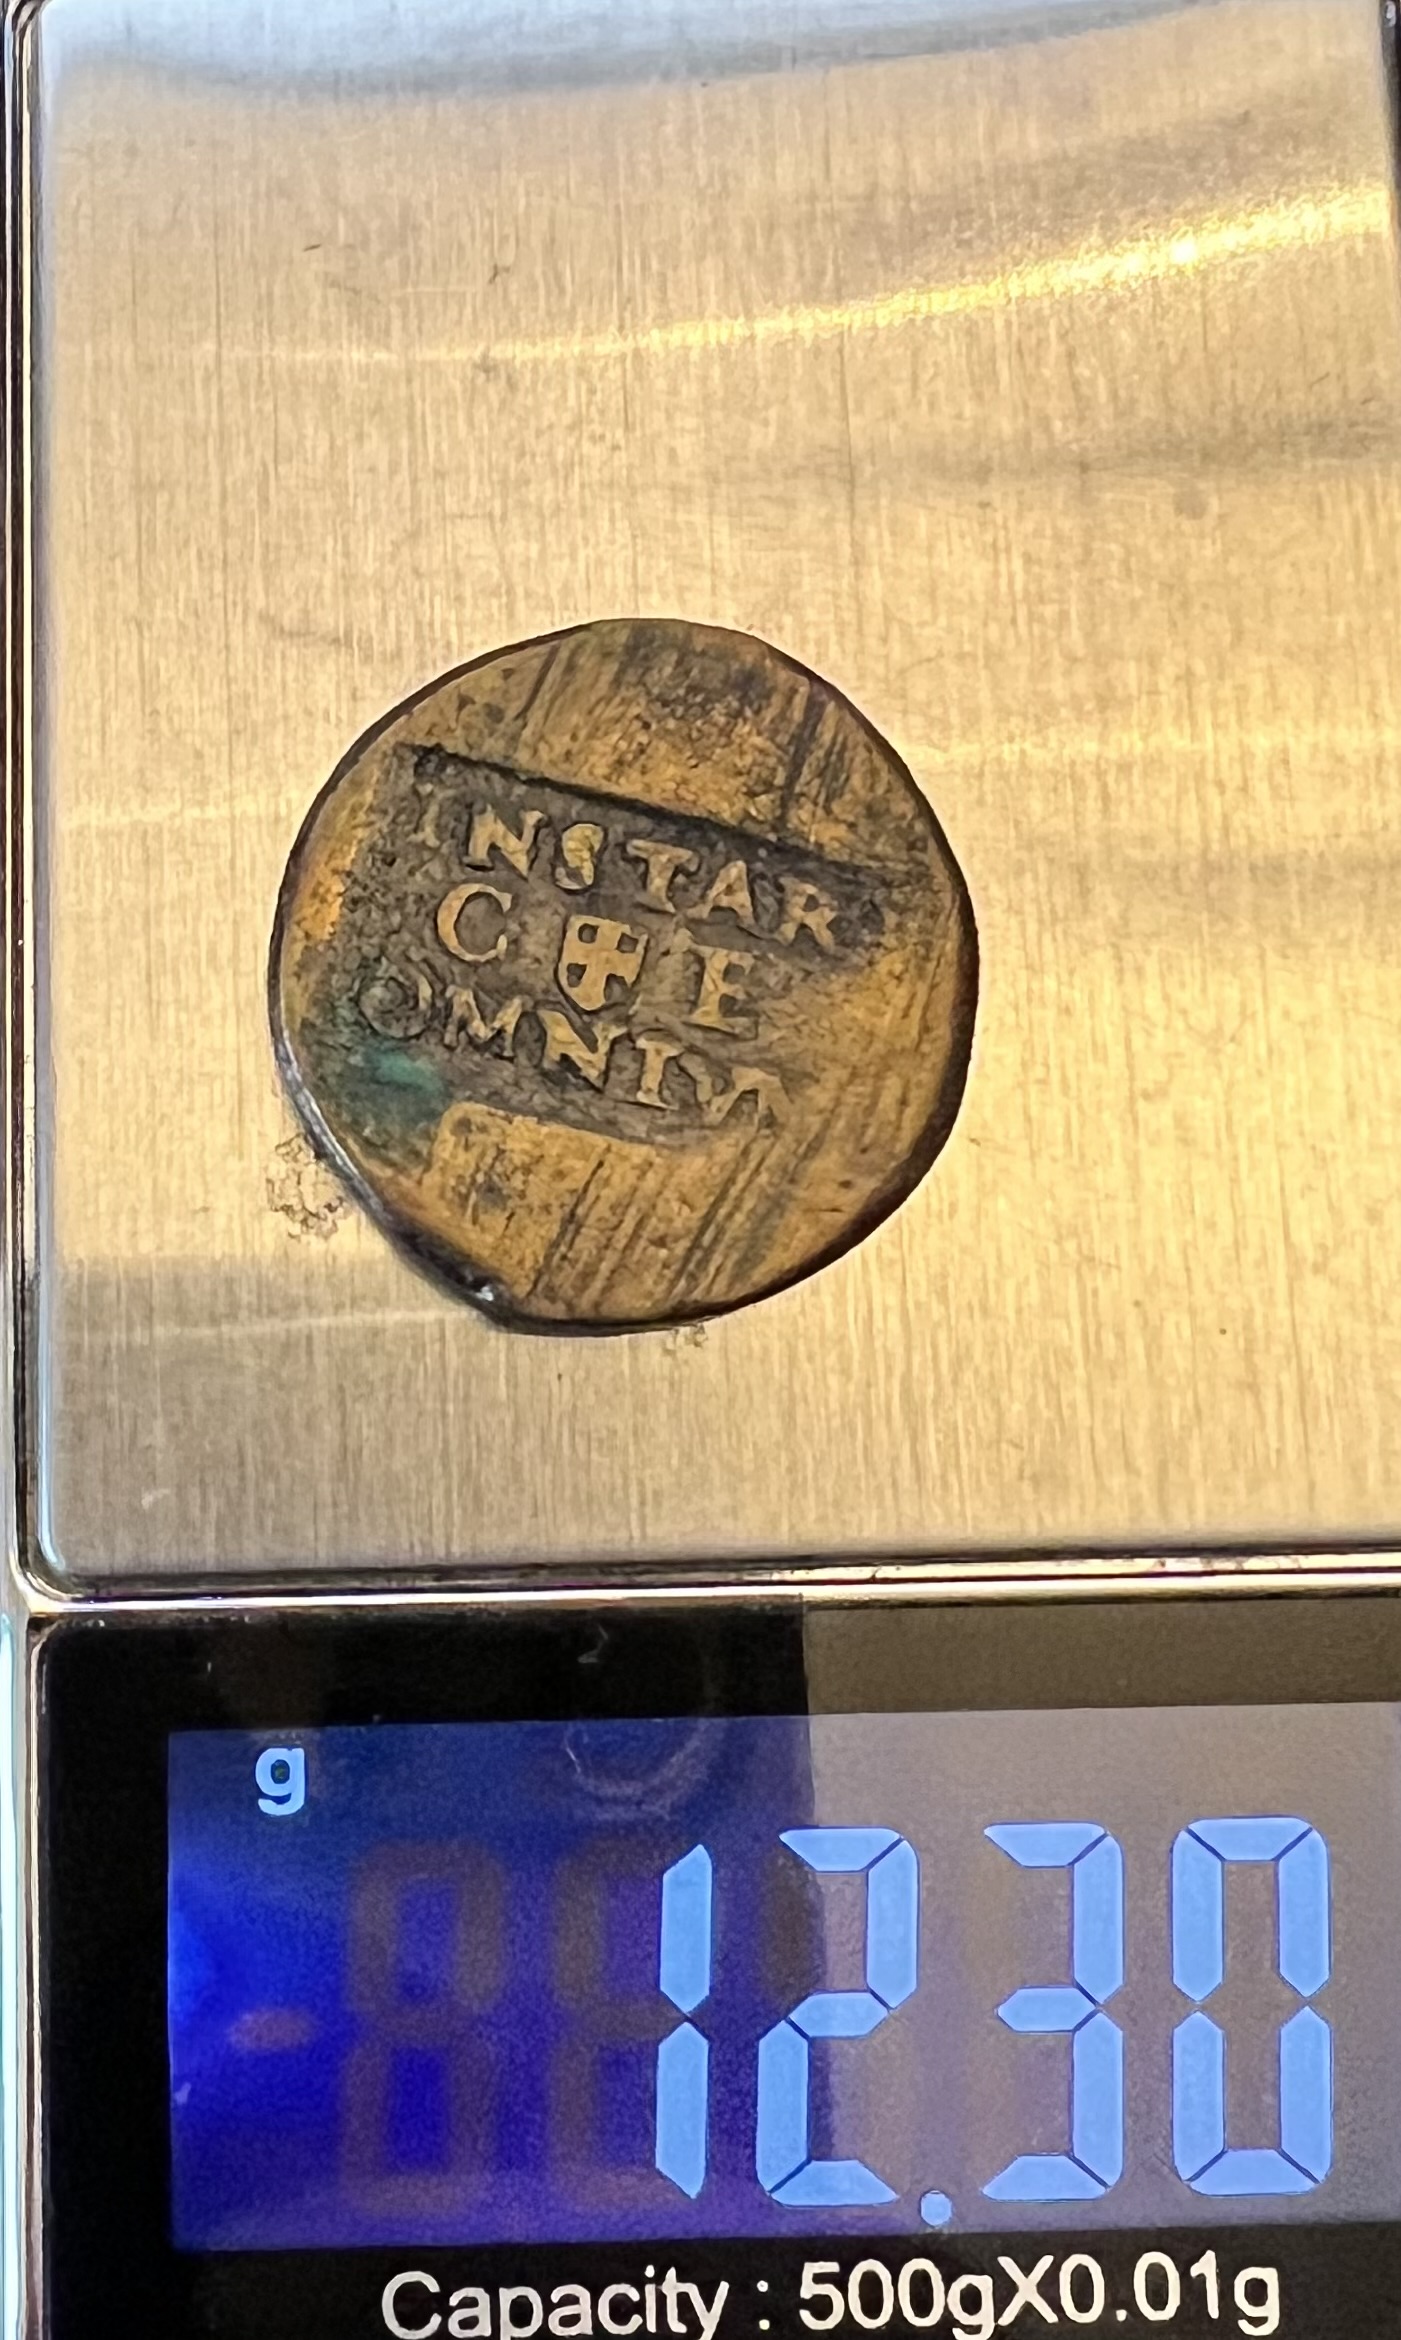 INSTAR
C E
OMNIA
g
12.30
Capacity : 500gX0.01g